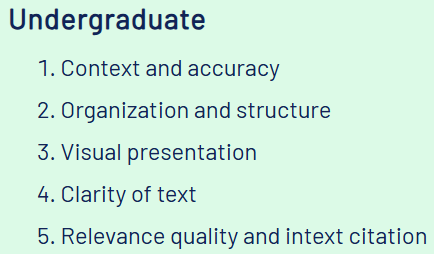 Undergraduate
1. Context and accuracy
2. Organization and structure
3. Visual presentation
4. Clarity of text
5. Relevance quality and intext citation